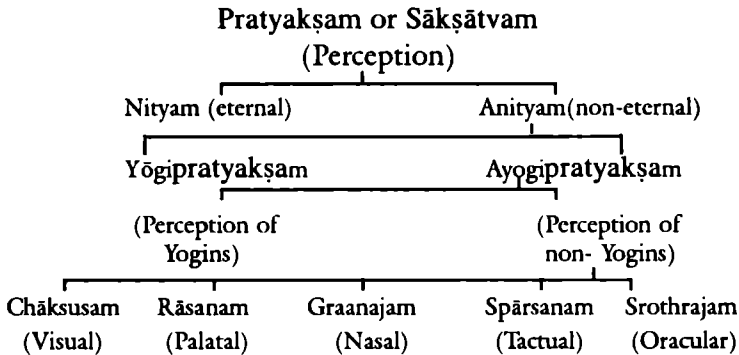 Pratyakṣam or Sākṣātvam
(Perception)
Nityam (eternal) Anityam(non-eternal)
Yōgipratyakṣam Ayogipratyakṣam
(Perception of (Perception of
Yogins) non- Yogins)
Chāksusam Rāsanam Graanajam Spārsanam Srothrajam
(Visual) (Palatal) (Nasal) (Tactual) (Oracular)